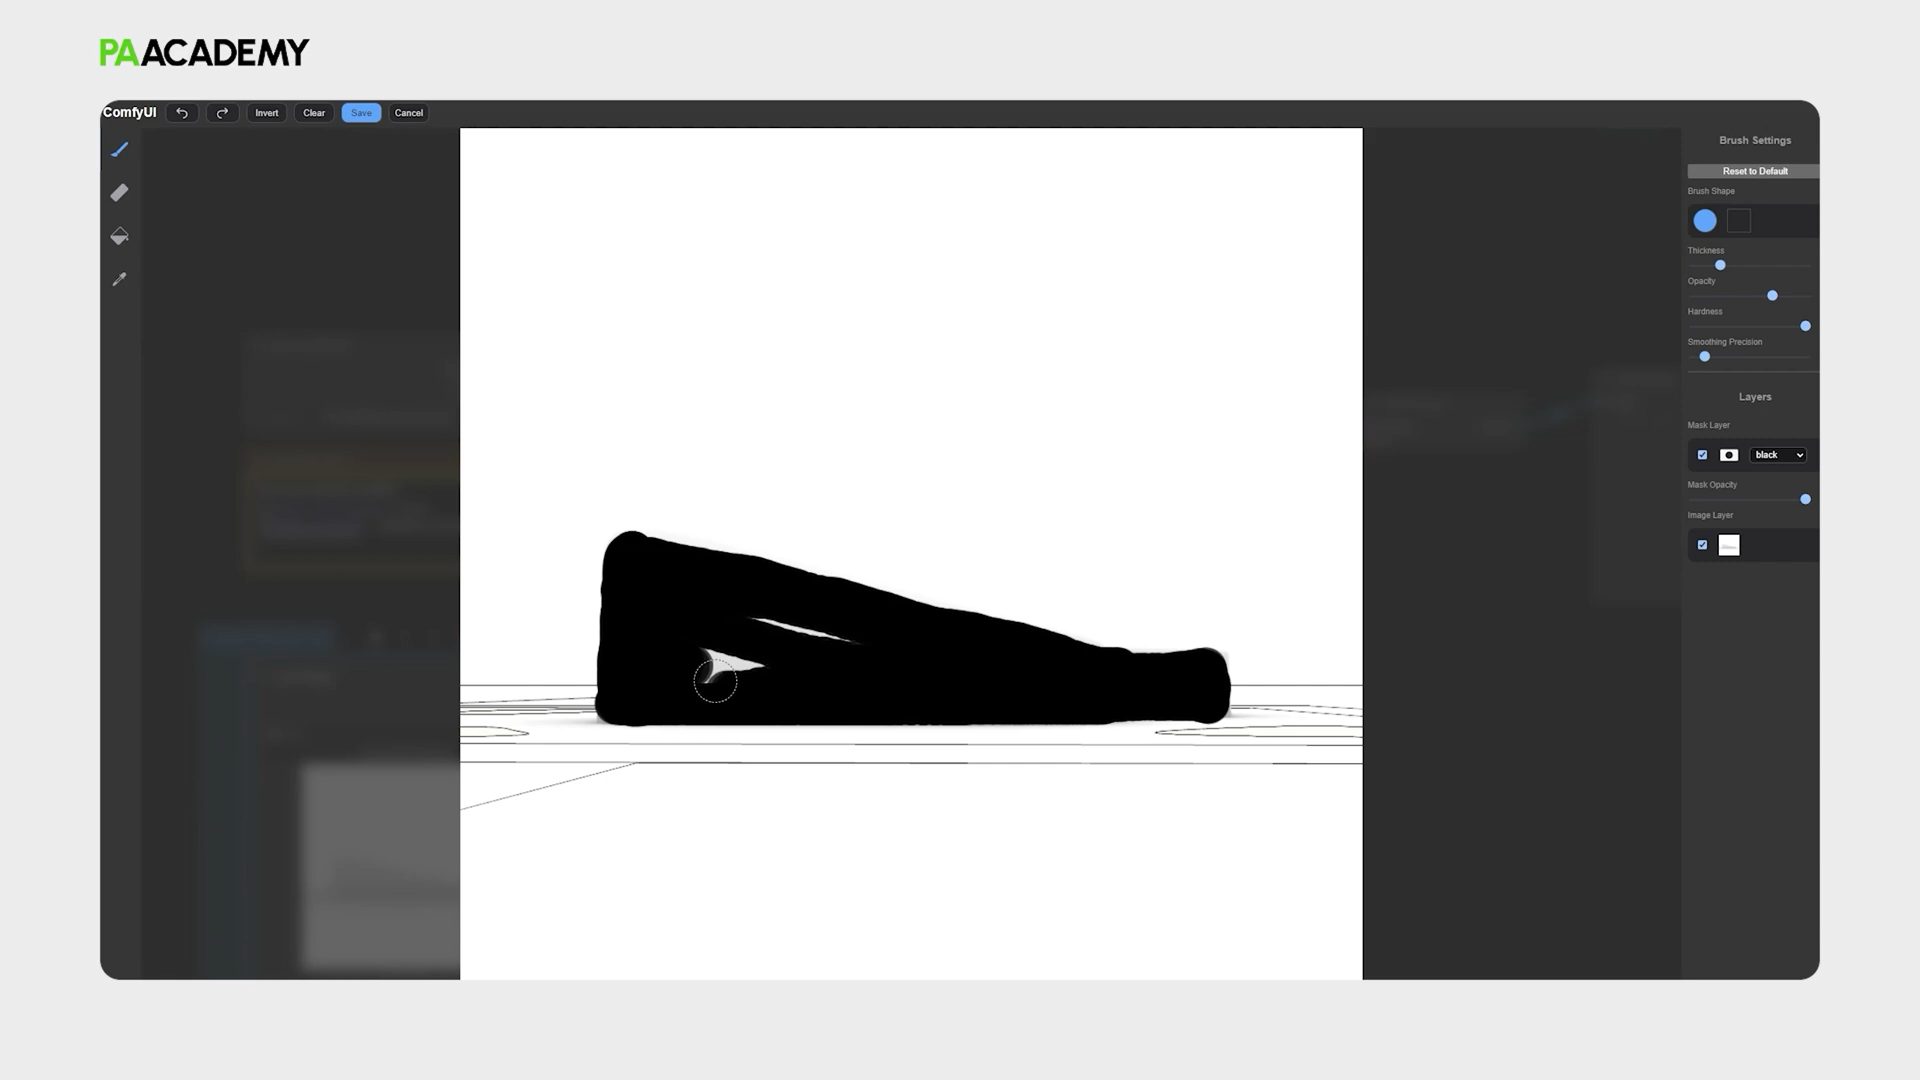 PAACADEMY
ComfyUI
Invert
Clear
Save
Cancel
Brush Settings
Reset to Default
Brush Shape
Thickness
Opacity
Hardness
Smoothing Precision
Layers
Mask Layer
black
Mask Opacity
Image Layer